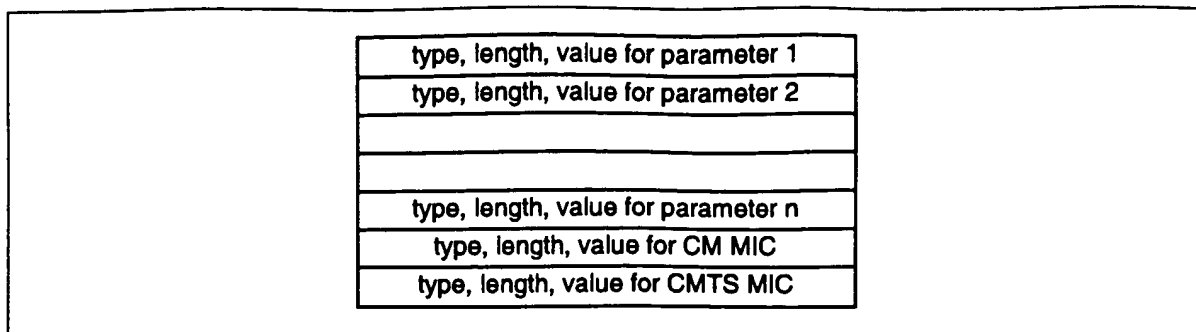 type, length, value for parameter 1
type, length, value for parameter 2
type, length, value for parameter n
type, length, value for CM MIC
type, length, value for CMTS MIC